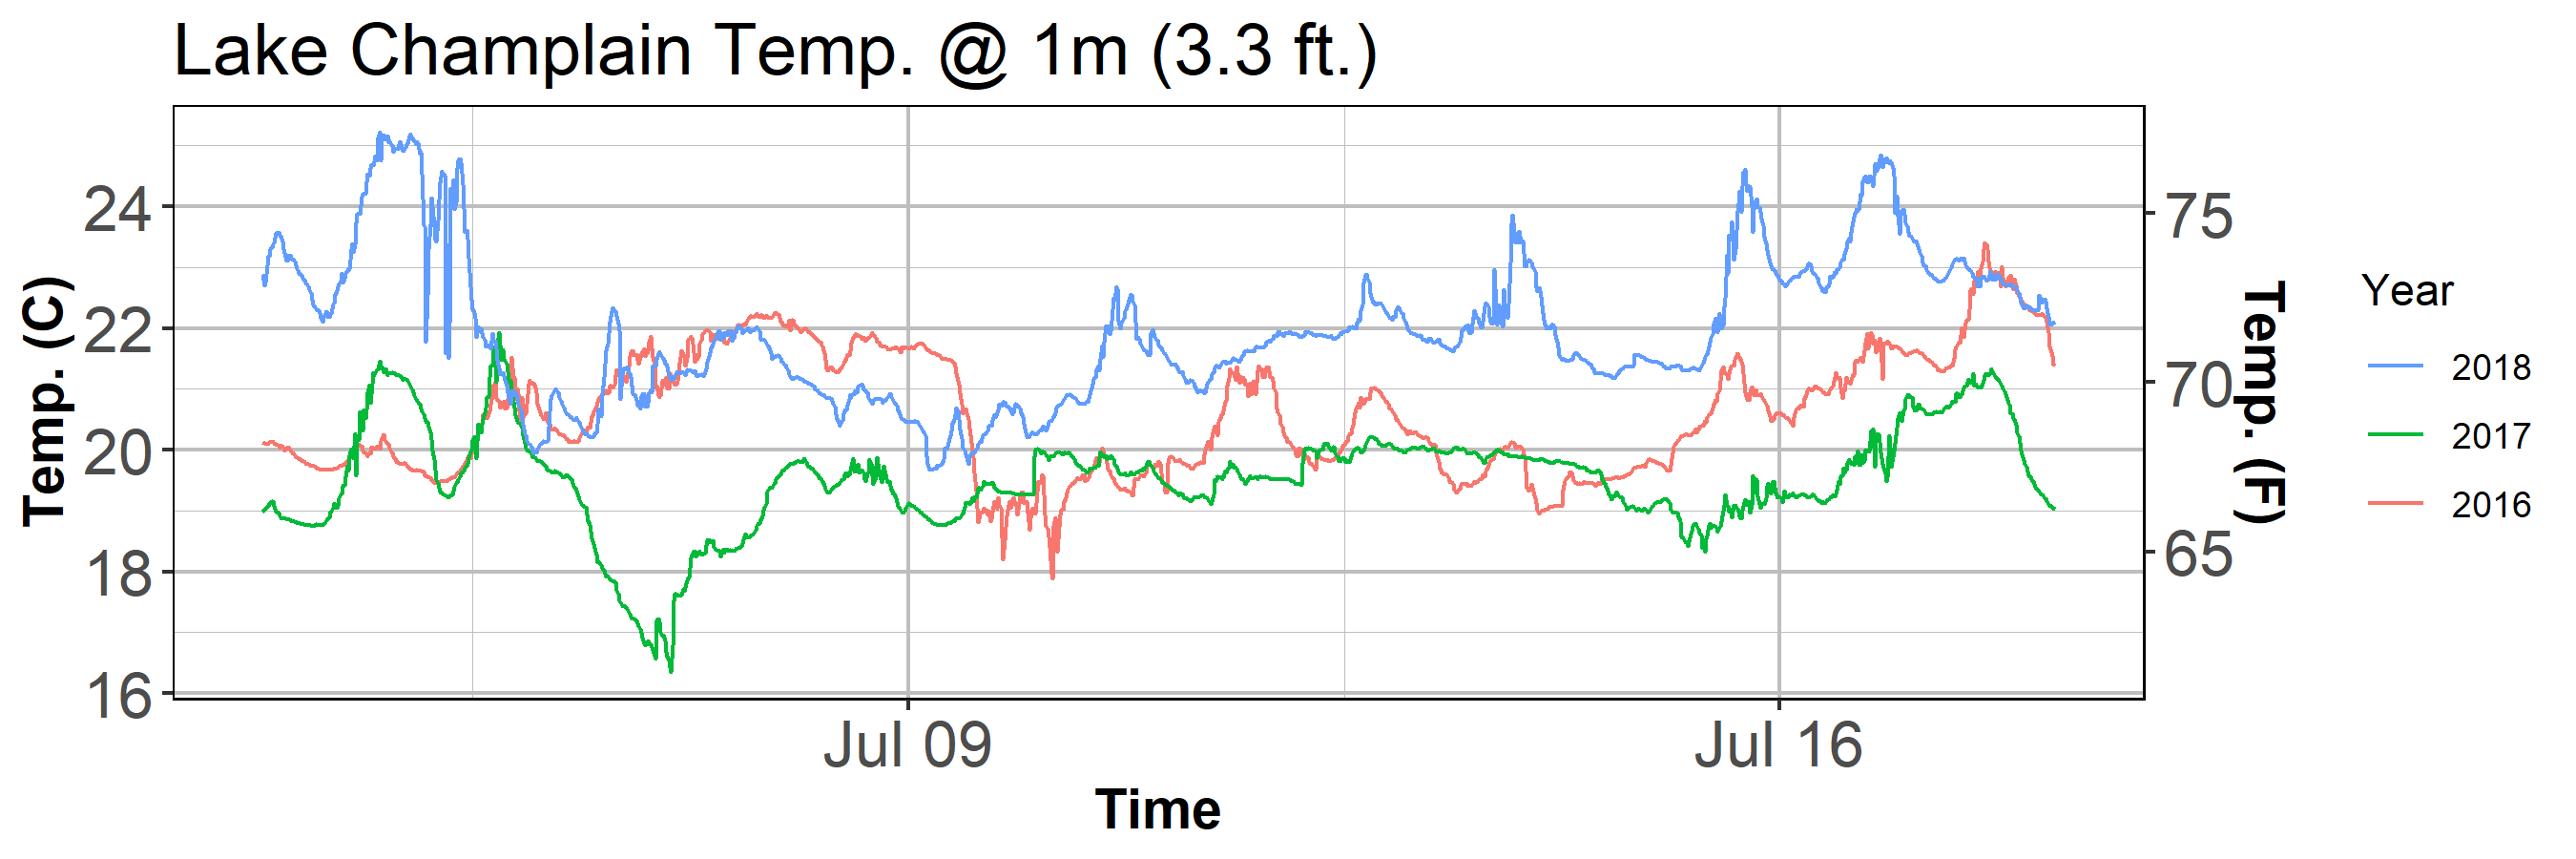 Lake Champlain Temp. @ 1m (3.3 ft.)
Temp. (C)
24
22
20
18
16
75
70
65
Temp. (F)
Jul 09
Jul 16
Time
Year
2018
2017
2016